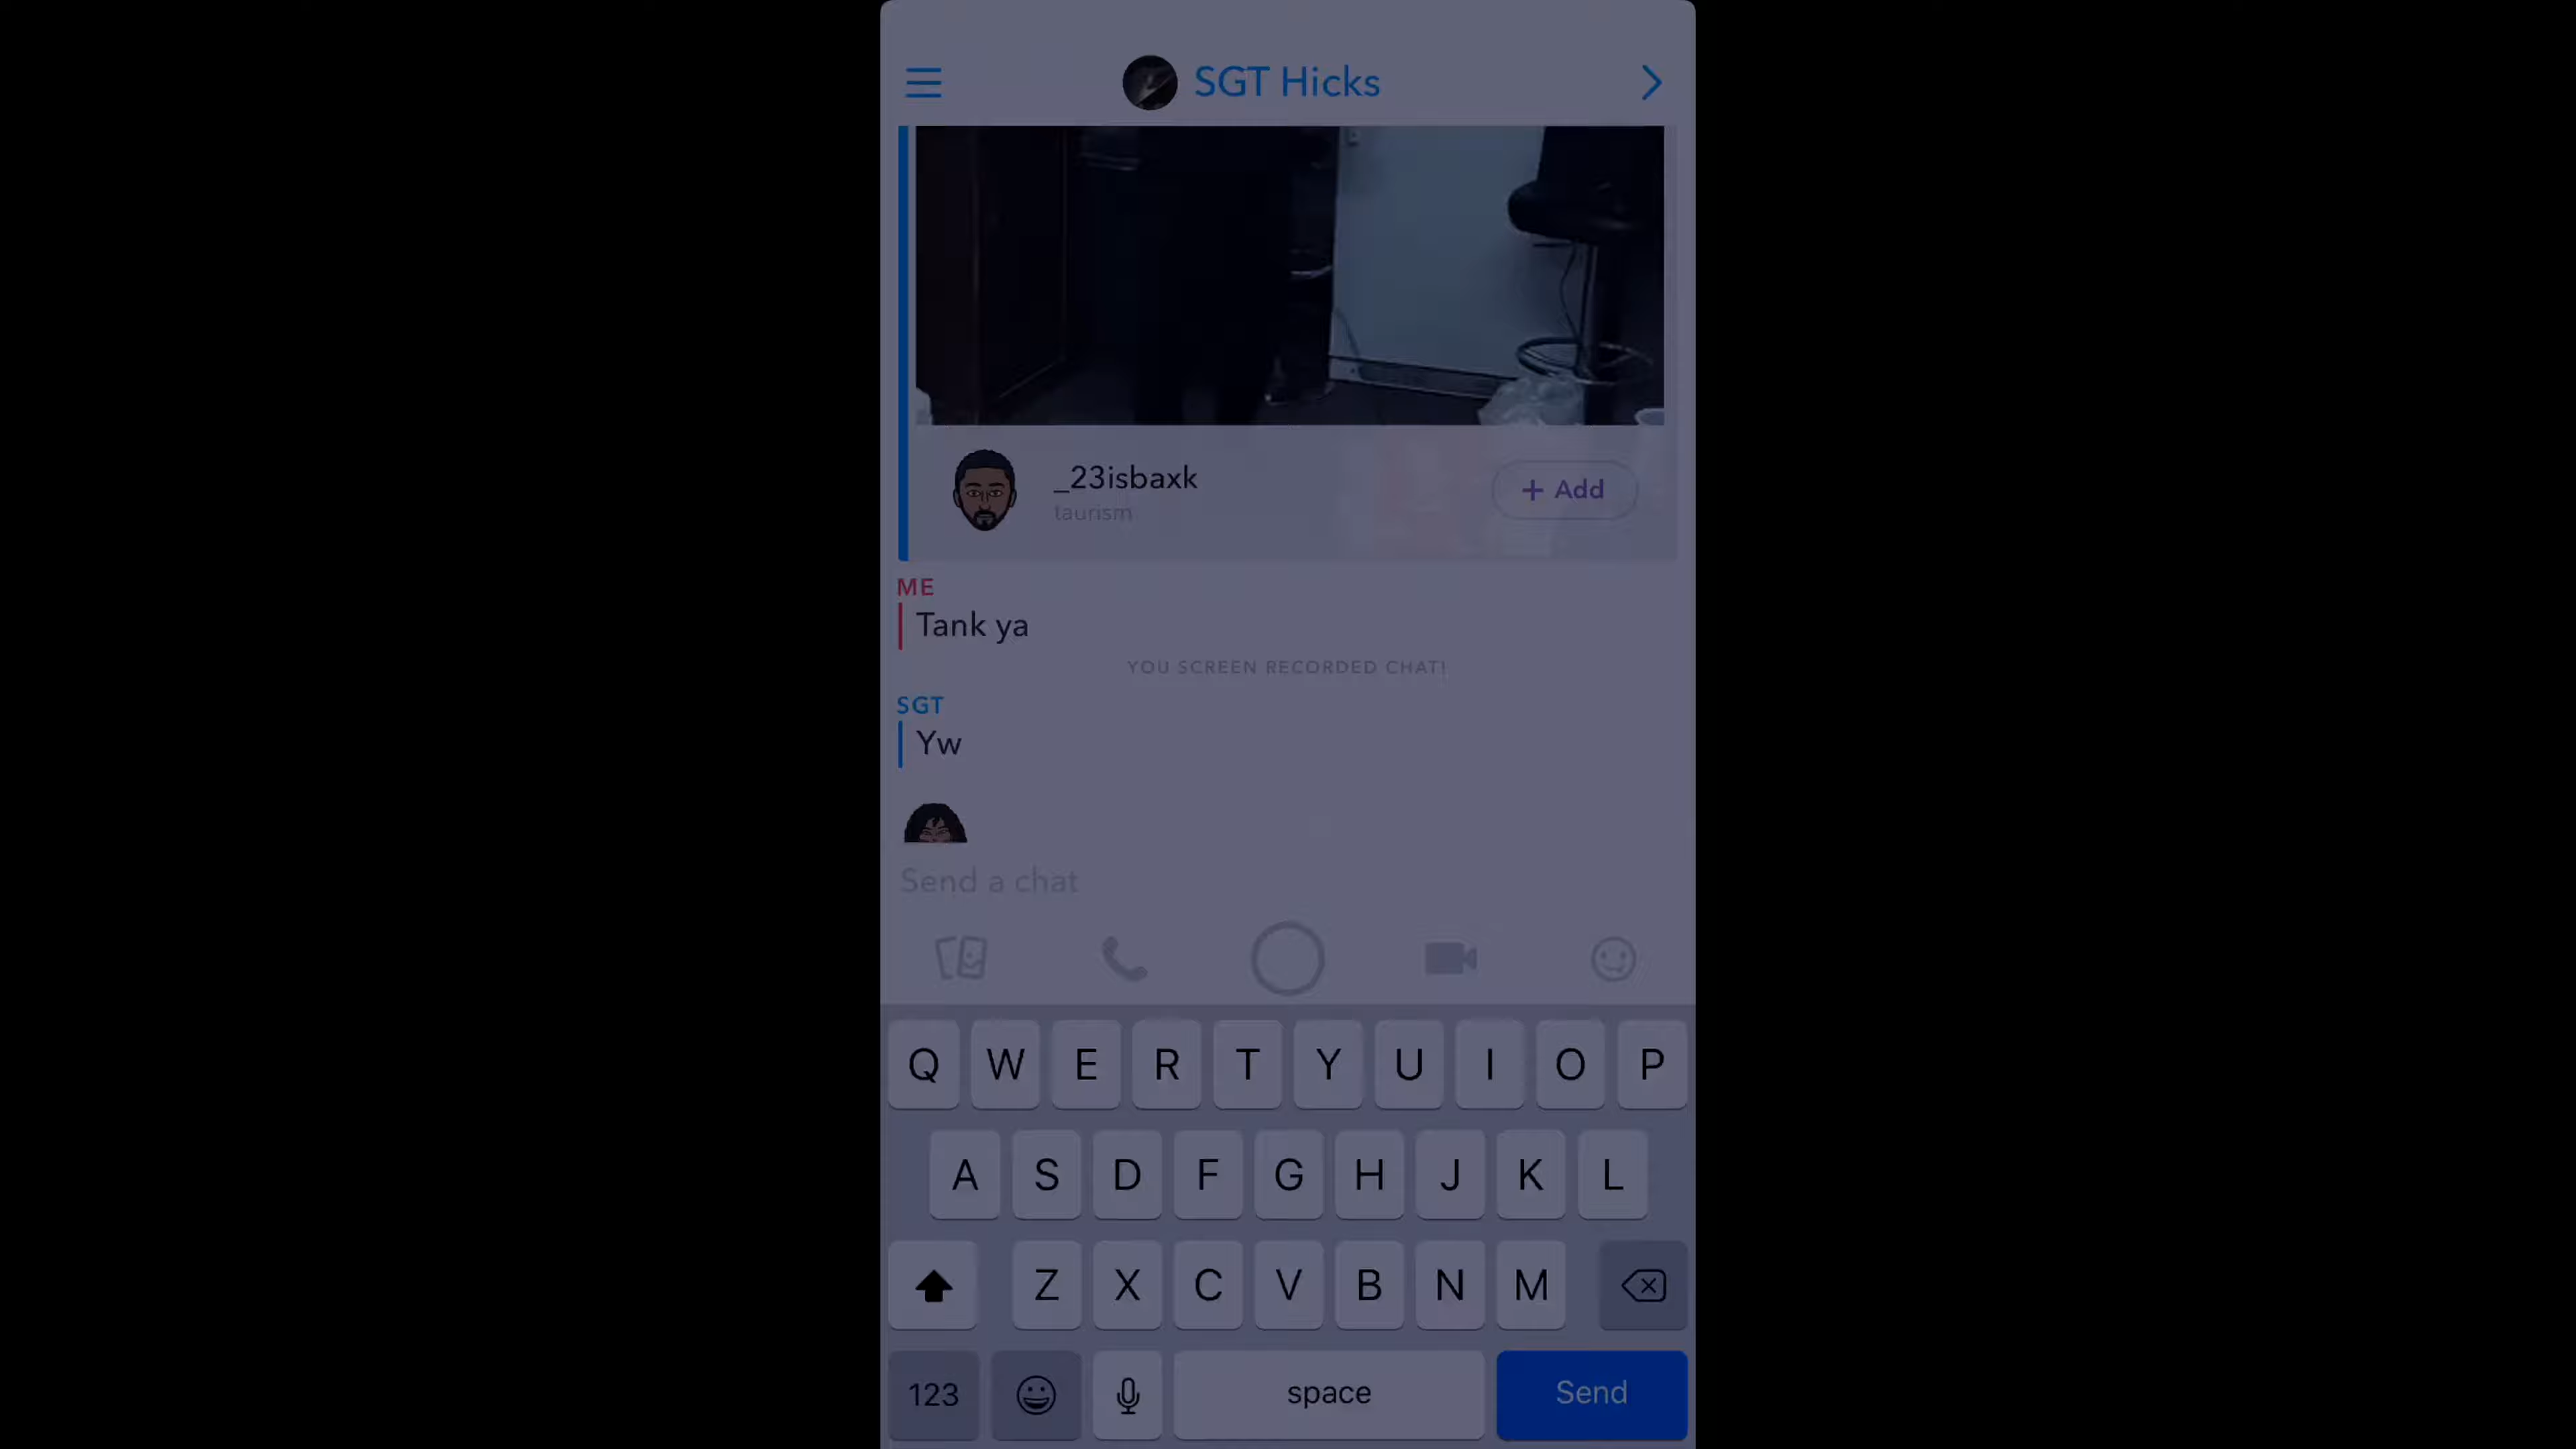 SGT Hicks
_23isbaxk
taurism
+ Add
ME
Tank ya
YOU SCREEN RECORDED CHAT!
SGT
Yw
Send a chat
Q W E R T Y U I O P
A S D F G H J K L
Z X C V B N M
123 space Send